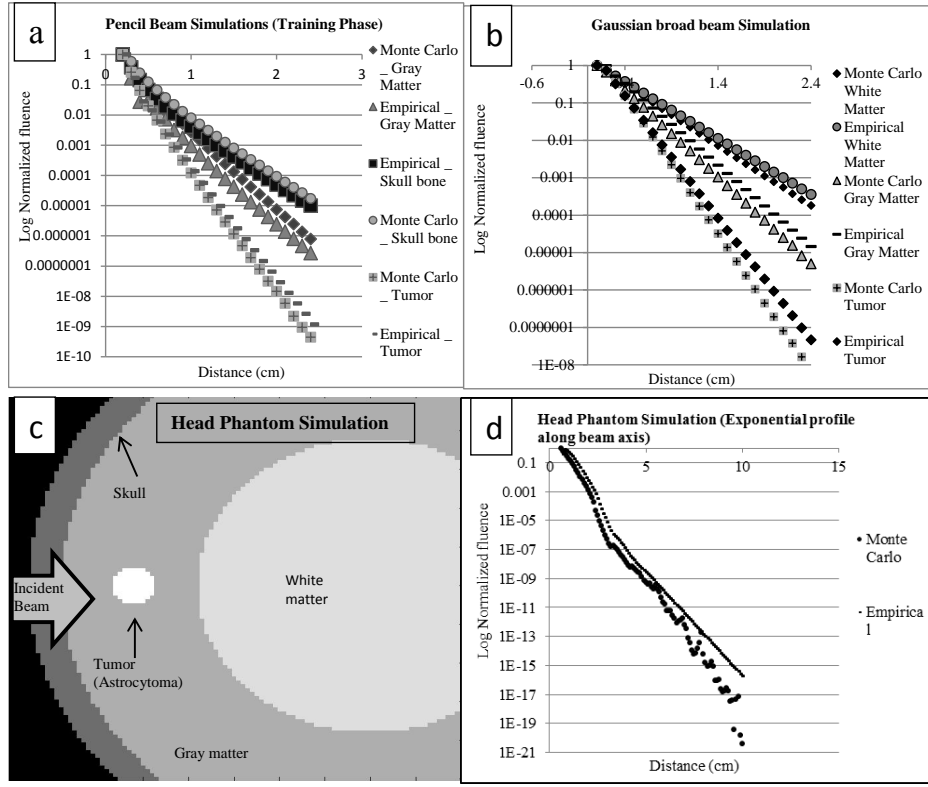 a
Pencil Beam Simulations (Training Phase)
Log Normalized fluence
1
0.1
0.01
0.001
0.0001
0.00001
0.000001
0.0000001
1E-08
1E-09
1E-10
0 1 2 3
Distance (cm)
Monte Carlo
_ Gray
Matter
Empirical _
Gray Matter
Empirical _
Skull bone
Monte Carlo
_ Skull bone
Monte Carlo
_ Tumor
Empirical _
Tumor
b
Gaussian broad beam Simulation
Log Normalized fluence
1
0.1
0.01
0.001
0.0001
0.00001
0.000001
0.0000001
1E-08
-0.6 0.4 1.4 2.4
Distance (cm)
Monte Carlo
White
Matter
Empirical
White
Matter
Monte Carlo
Gray Matter
Empirical
Gray Matter
Monte Carlo
Tumor
Empirical
Tumor
c
Head Phantom Simulation
Skull
Incident
Beam
White
matter
Tumor
(Astrocytoma)
Gray matter
d
Head Phantom Simulation (Exponential profile
along beam axis)
Log Normalized fluence
0.1
0.001
1E-05
1E-07
1E-09
1E-11
1E-13
1E-15
1E-17
1E-19
1E-21
0 5 10 15
Distance (cm)
Monte
Carlo
Empirica
l